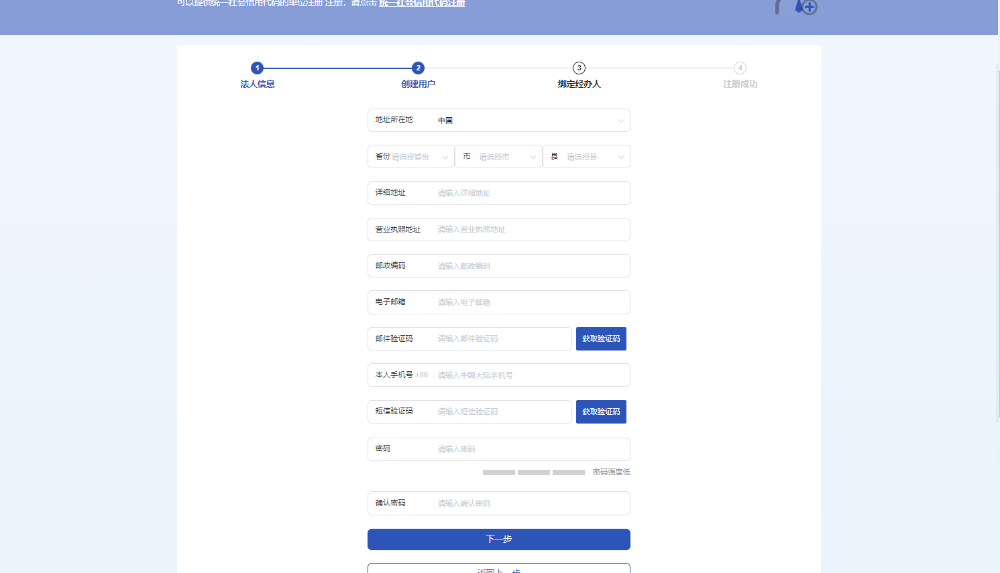 可以提供统一社会信用代码的单位注册 注册，请点击 统一社会信用代码注册
1 2 3 4
法人信息 创建用户 绑定经办人 注册成功
地址所在地 中国
省份 请选择省份 市 请选择市 县 请选择县
详细地址 请输入详细地址
营业执照地址 请输入营业执照地址
邮政编码 请输入邮政编码
电子邮箱 请输入电子邮箱
邮件验证码 请输入邮件验证码 获取验证码
本人手机号 +86 请输入中国大陆手机号
短信验证码 请输入短信验证码 获取验证码
密码 请输入密码
密码强度低
确认密码 请输入确认密码
下一步
返回上一步